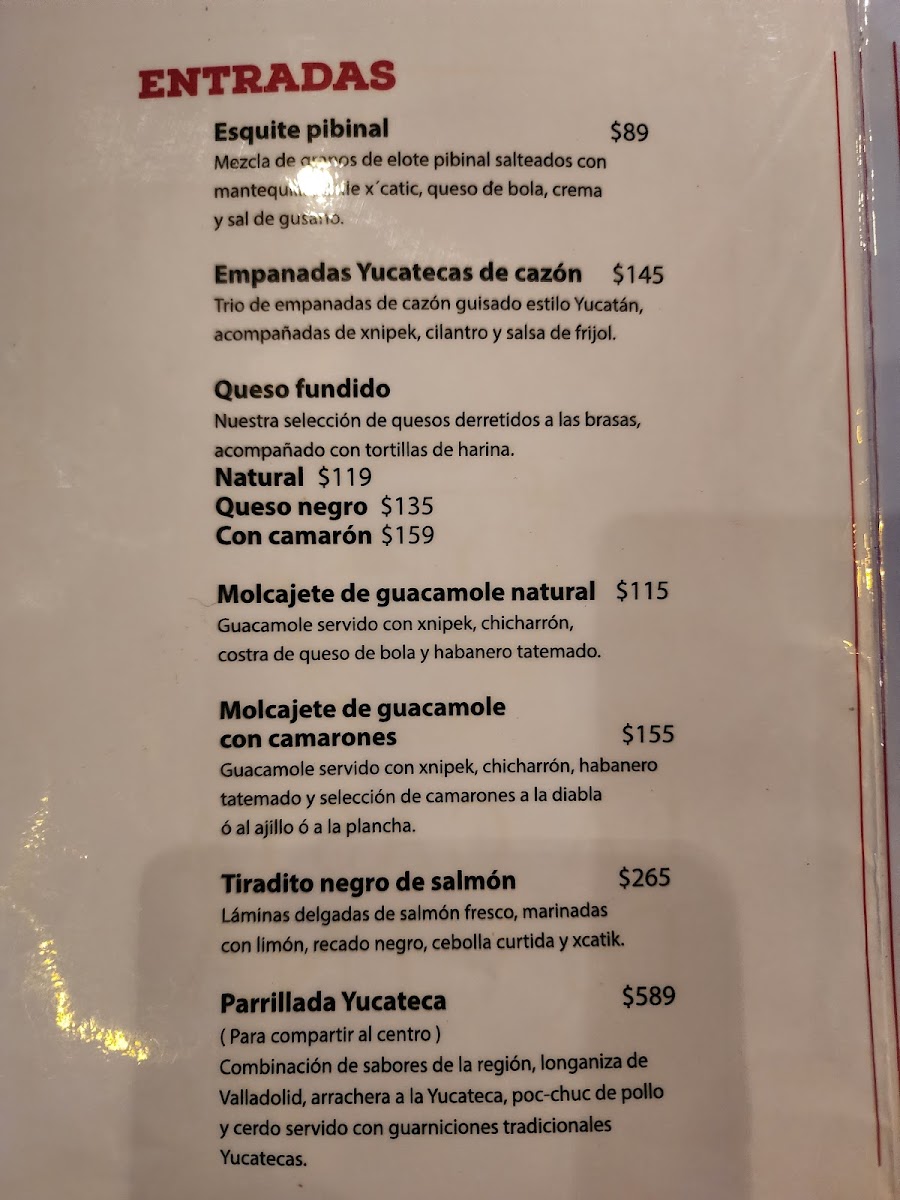 ENTRADAS
Esquite pibinal $89
Mezcla de granos de elote pibinal salteados con
x´catic, queso de bola, crema
y sal de gusano.
Empanadas Yucatecas de cazón $145
Trio de empanadas de cazón guisado estilo Yucatán,
acompañadas de xnipek, cilantro y salsa de frijol.
Queso fundido
Nuestra selección de quesos derretidos a las brasas,
acompañado con tortillas de harina.
Natural $119
Queso negro $135
Con camarón $159
Molcajete de guacamole natural $115
Guacamole servido con xnipek, chicharrón,
costra de queso de bola y habanero tatemado.
Molcajete de guacamole
con camarones $155
Guacamole servido con xnipek, chicharrón, habanero
tatemado y selección de camarones a la diabla
ó al ajillo ó a la plancha.
Tiradito negro de salmón $265
Láminas delgadas de salmón fresco, marinadas
con limón, recado negro, cebolla curtida y xcatik.
Parrillada Yucateca $589
( Para compartir al centro )
Combinación de sabores de la región, longaniza de
Valladolid, arrachera a la Yucateca, poc-chuc de pollo
y cerdo servido con guarniciones tradicionales
Yucatecas.